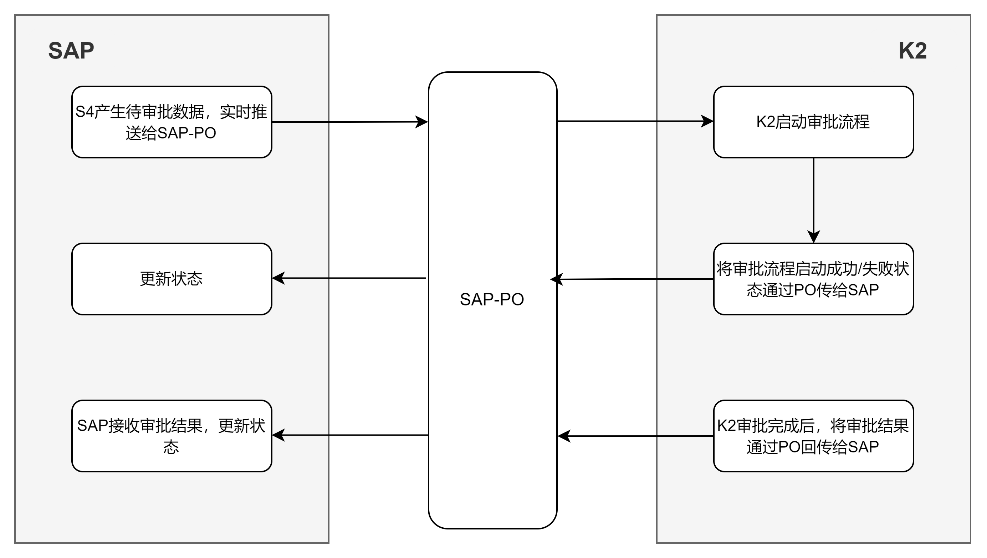 SAP
K2
S4产生待审批数据，实时推
送给SAP-PO
K2启动审批流程
更新状态
SAP-PO
将审批流程启动成功/失败状
态通过PO传给SAP
SAP接收审批结果，更新状
态
K2审批完成后，将审批结果
通过PO回传给SAP